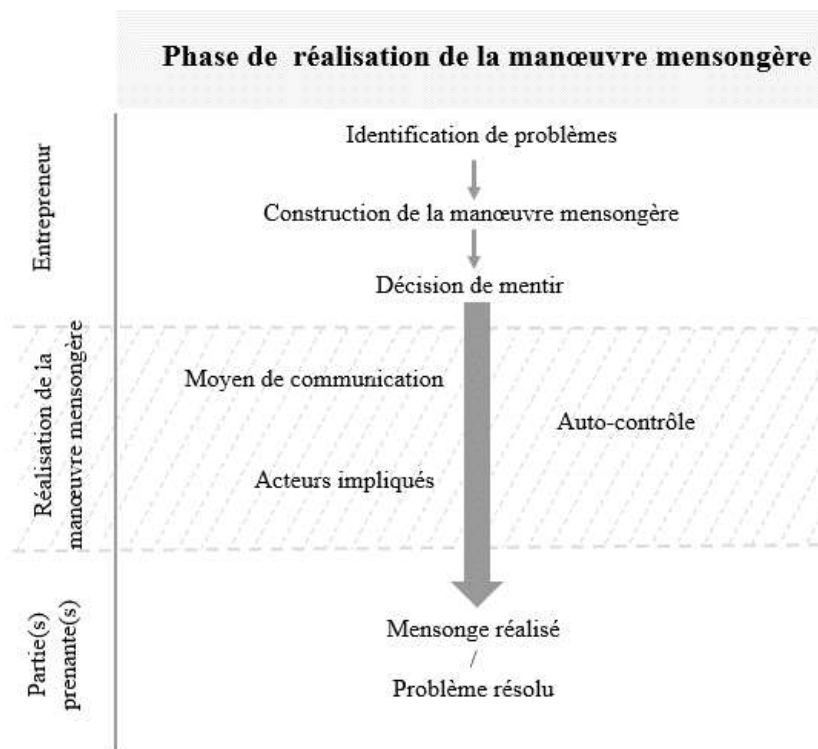 Phase de réalisation de la manœuvre mensongère
Entrepreneur
Identification de problèmes
Construction de la manœuvre mensongère
Décision de mentir
Réalisation de la
manœuvre mensongère
Moyen de communication
Auto-contrôle
Acteurs impliqués
Partie(s)
prenante(s)
Mensonge réalisé
/
Problème résolu